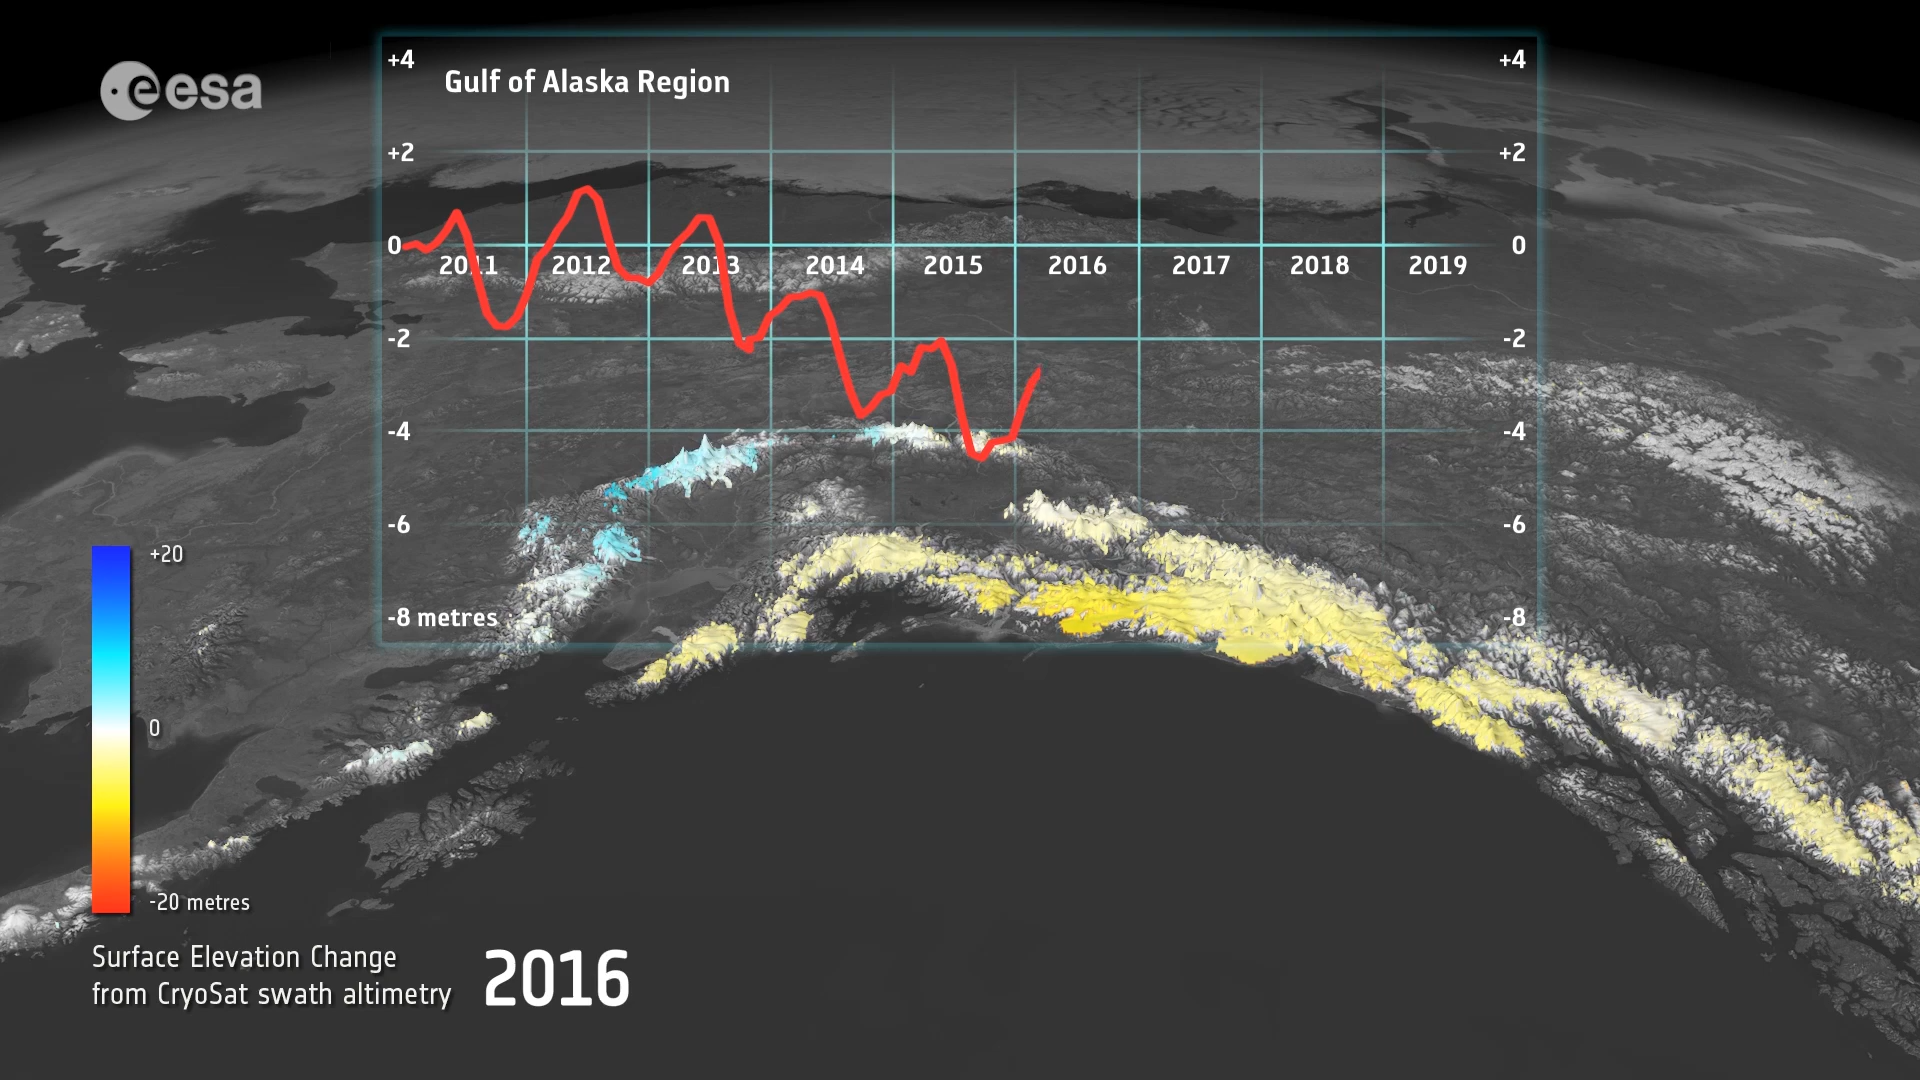 esa
Gulf of Alaska Region
+4
+4
+2
+2
0
0
2011 2012 2013 2014 2015 2016 2017 2018 2019
-2
-2
-4
-4
-6
-6
-8 metres
-8
+20
0
-20 metres
Surface Elevation Change
from CryoSat swath altimetry
2016